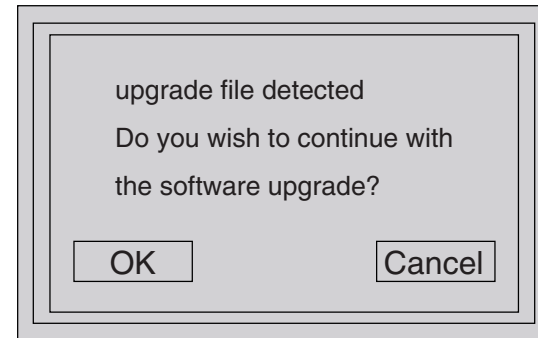 upgrade file detected
Do you wish to continue with
the software upgrade?
OK Cancel